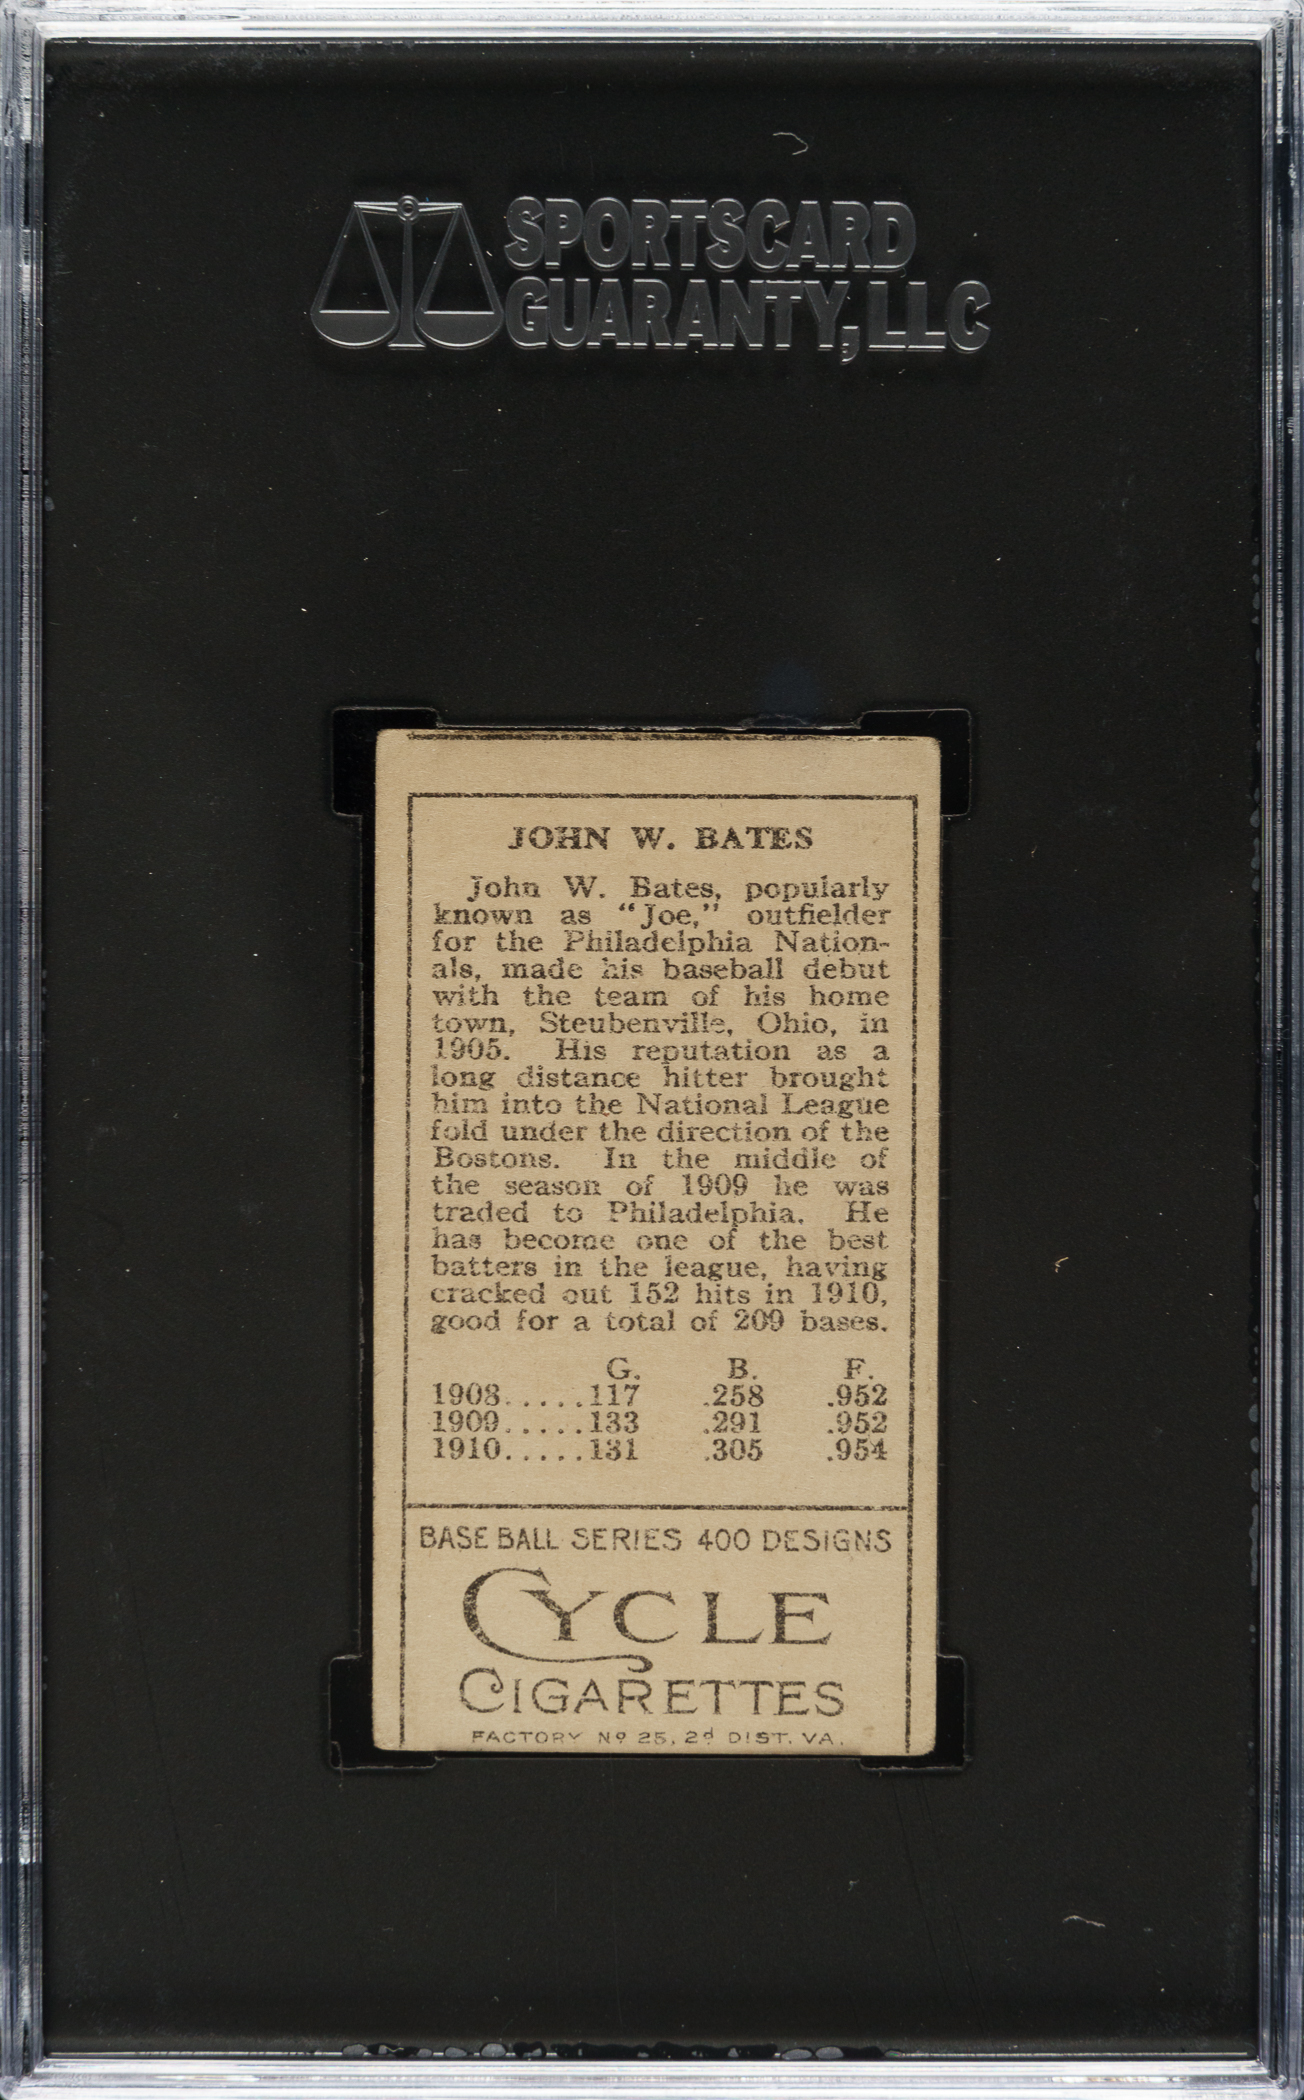 SPORTSCARD
GUARANTY, LLC
JOHN W. BATES
John W. Bates, popularly
known as "Joe," outfielder
for the Philadelphia Nation-
als, made his baseball debut
with the team of his home
town, Steubenville, Ohio, in
1905. His reputation as a
long distance hitter brought
him into the National League
fold under the direction of the
Bostons. In the middle of
the season of 1909 he was
traded to Philadelphia. He
has become one of the best
batters in the league, having
cracked out 152 hits in 1910,
good for a total of 209 bases.
G. B. F.
1908.....117 .258 .952
1909.....133 .291 .952
1910.....131 .305 .954
BASE BALL SERIES 400 DESIGNS
CYCLE
CIGARETTES
FACTORY Nº 25, 2d DIST. VA.